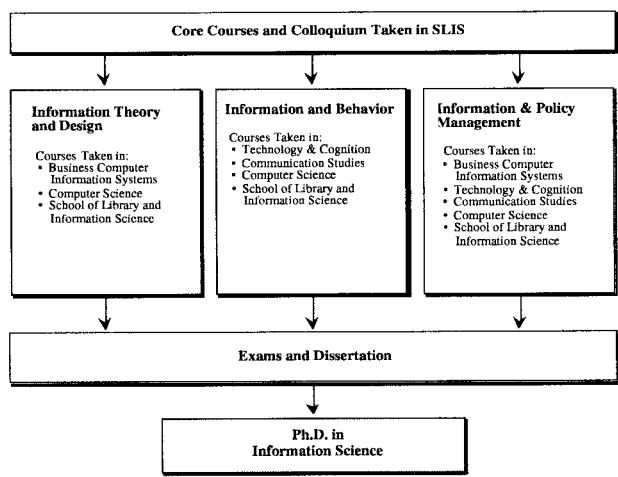 Core Courses and Colloquium Taken in SLIS
Information Theory
and Design
Courses Taken in:
• Business Computer
Information Systems
• Computer Science
• School of Library and
Information Science
Information and Behavior
Courses Taken in:
• Technology & Cognition
• Communication Studies
• Computer Science
• School of Library and
Information Science
Information & Policy
Management
Courses Taken in:
• Business Computer
Information Systems
• Technology & Cognition
• Communication Studies
• Computer Science
• School of Library and
Information Science
Exams and Dissertation
Ph.D. in
Information Science